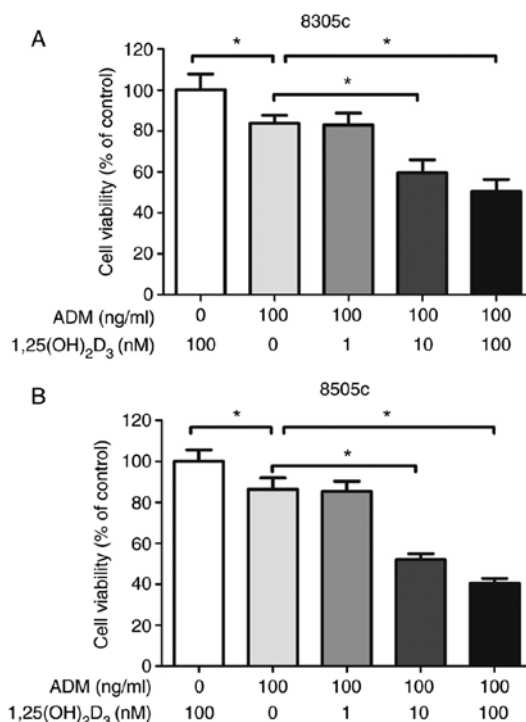 A
8305c
* *
*
Cell viability (% of control)
120
100
80
60
40
20
0
ADM (ng/ml) 0 100 100 100 100
1,25(OH)₂D₃ (nM) 100 0 1 10 100
B
8505c
* *
*
Cell viability (% of control)
120
100
80
60
40
20
0
ADM (ng/ml) 0 100 100 100 100
1,25(OH)₂D₃ (nM) 100 0 1 10 100